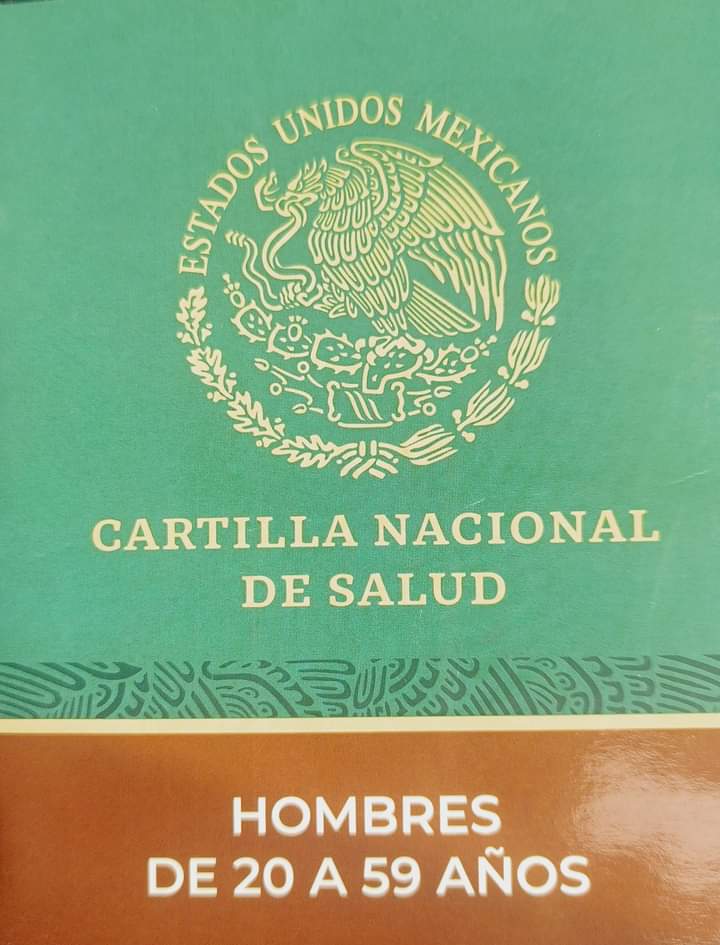 ESTADOS UNIDOS MEXICANOS
CARTILLA NACIONAL
DE SALUD
HOMBRES
DE 20 A 59 AÑOS